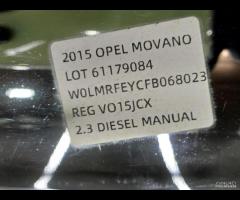 2015 OPEL MOVANO
LOT 61179084
W0LMRFEYCFB068023
REG VO15JCX
2.3 DIESEL MANUAL